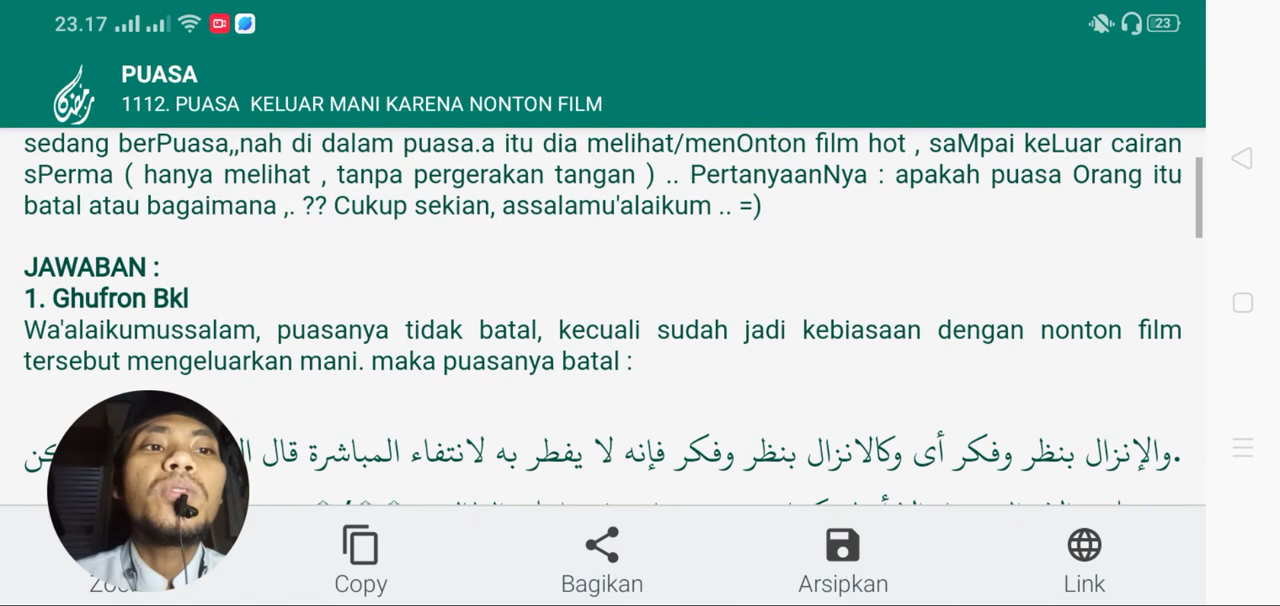 23.17
23
PUASA
1112. PUASA KELUAR MANI KARENA NONTON FILM
sedang berPuasa,,nah di dalam puasa.a itu dia melihat/menOnton film hot , saMpai keLuar cairan
sPerma ( hanya melihat , tanpa pergerakan tangan ) .. PertanyaanNya : apakah puasa Orang itu
batal atau bagaimana ,. ?? Cukup sekian, assalamu'alaikum .. =)
JAWABAN :
1. Ghufron Bkl
Wa'alaikumussalam, puasanya tidak batal, kecuali sudah jadi kebiasaan dengan nonton film
tersebut mengeluarkan mani. maka puasanya batal :
.والإنزال بنظر وفكر أى وكالانزال بنظر وفكر فإنه لا يفطر به لانتفاء المباشرة قال
Copy
Bagikan
Arsipkan
Link